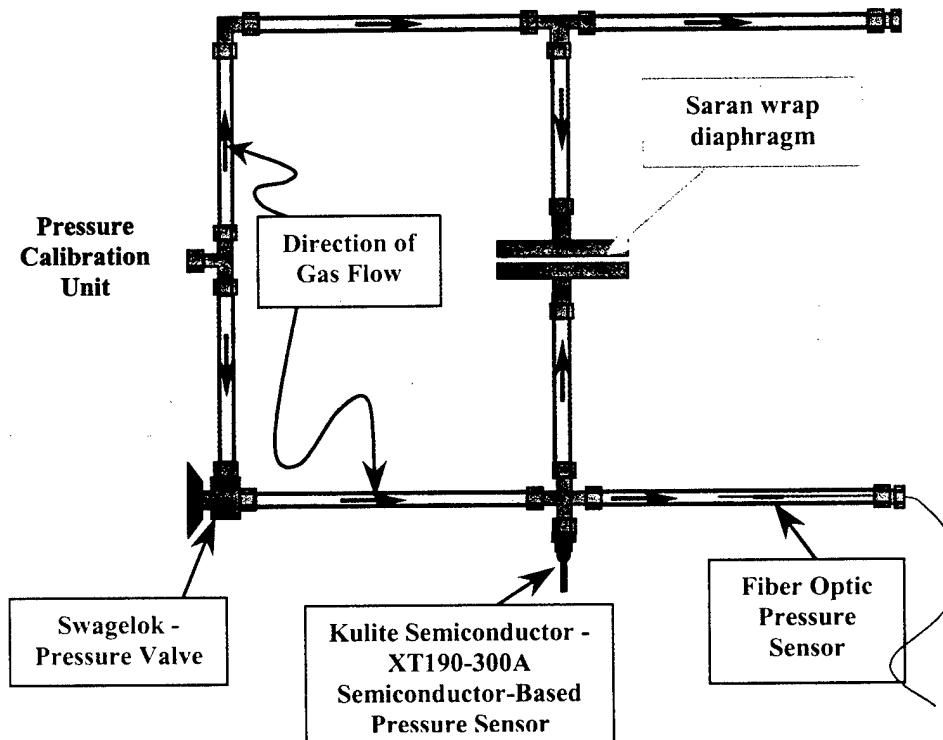 Saran wrap
diaphragm
Pressure
Calibration
Unit
Direction of
Gas Flow
Swagelok -
Pressure Valve
Kulite Semiconductor -
XT190-300A
Semiconductor-Based
Pressure Sensor
Fiber Optic
Pressure
Sensor